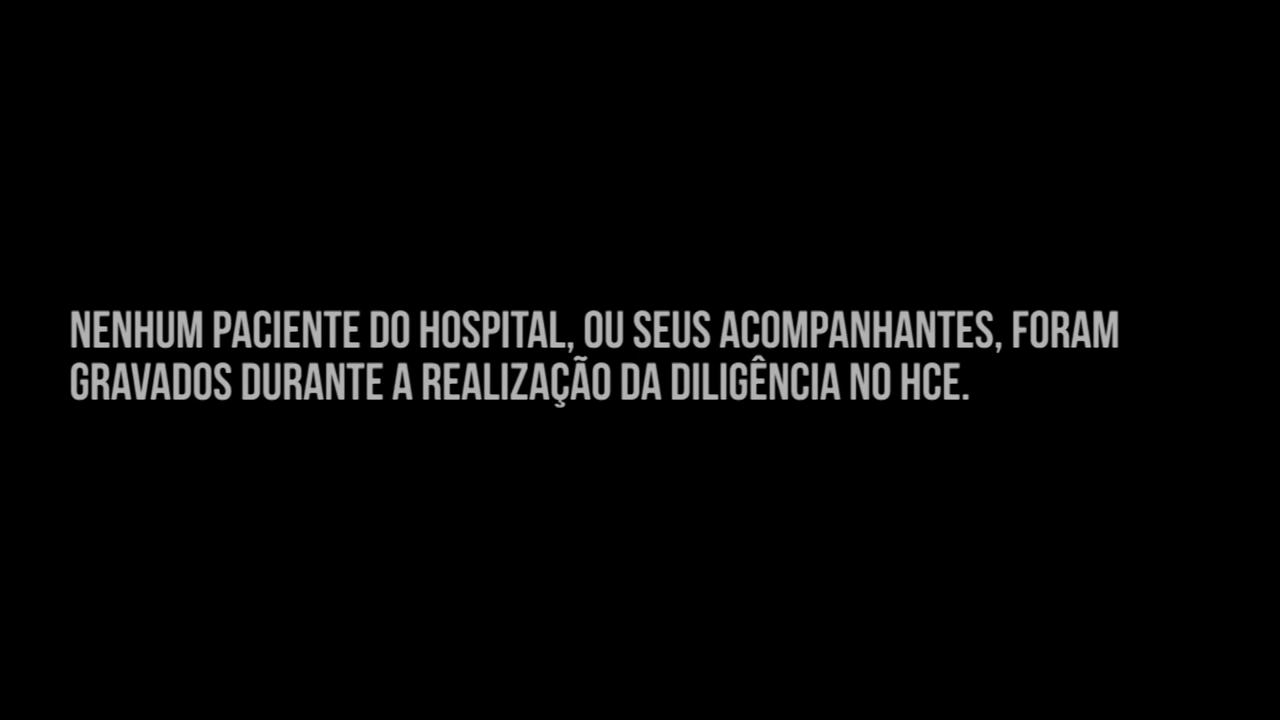 NENHUM PACIENTE DO HOSPITAL, OU SEUS ACOMPANHANTES, FORAM
GRAVADOS DURANTE A REALIZAÇÃO DA DILIGÊNCIA NO HCE.